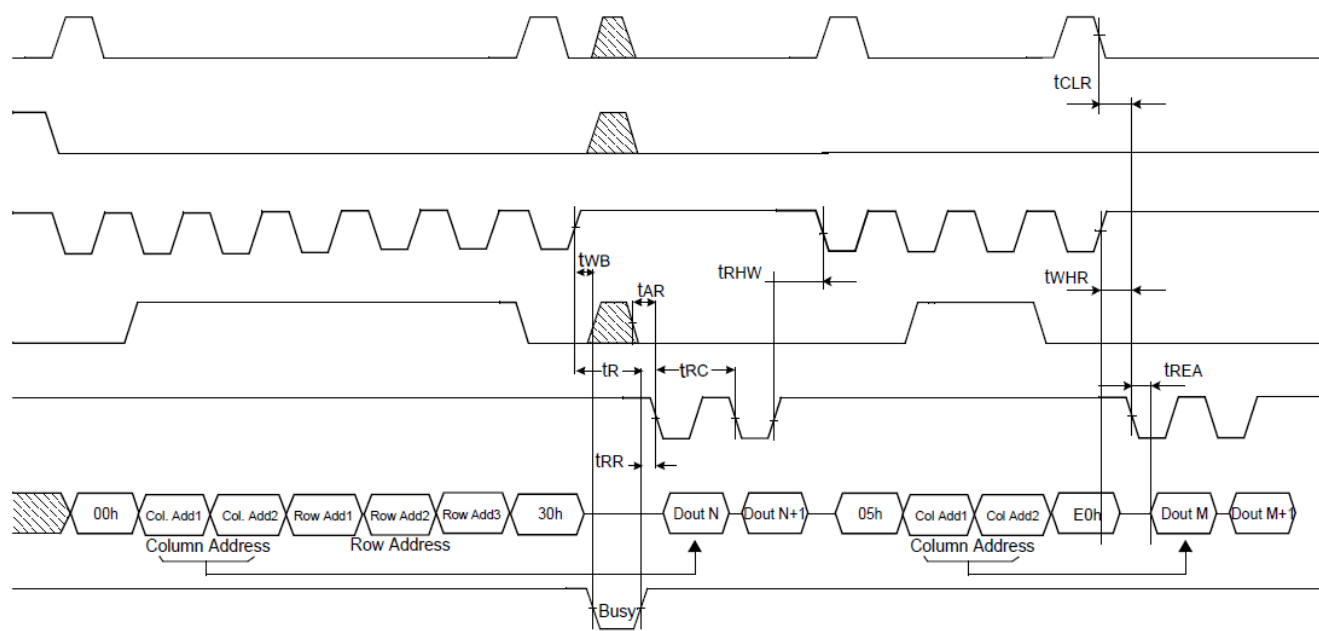 tCLR
tWB
tRHW
tWHR
tAR
tR
tRC
tREA
tRR
00h Col. Add1 Col. Add2 Row Add1 Row Add2 Row Add3 30h Dout N Dout N+1 05h Col Add1 Col Add2 E0h Dout M Dout M+1
Column Address Row Address Column Address
Busy